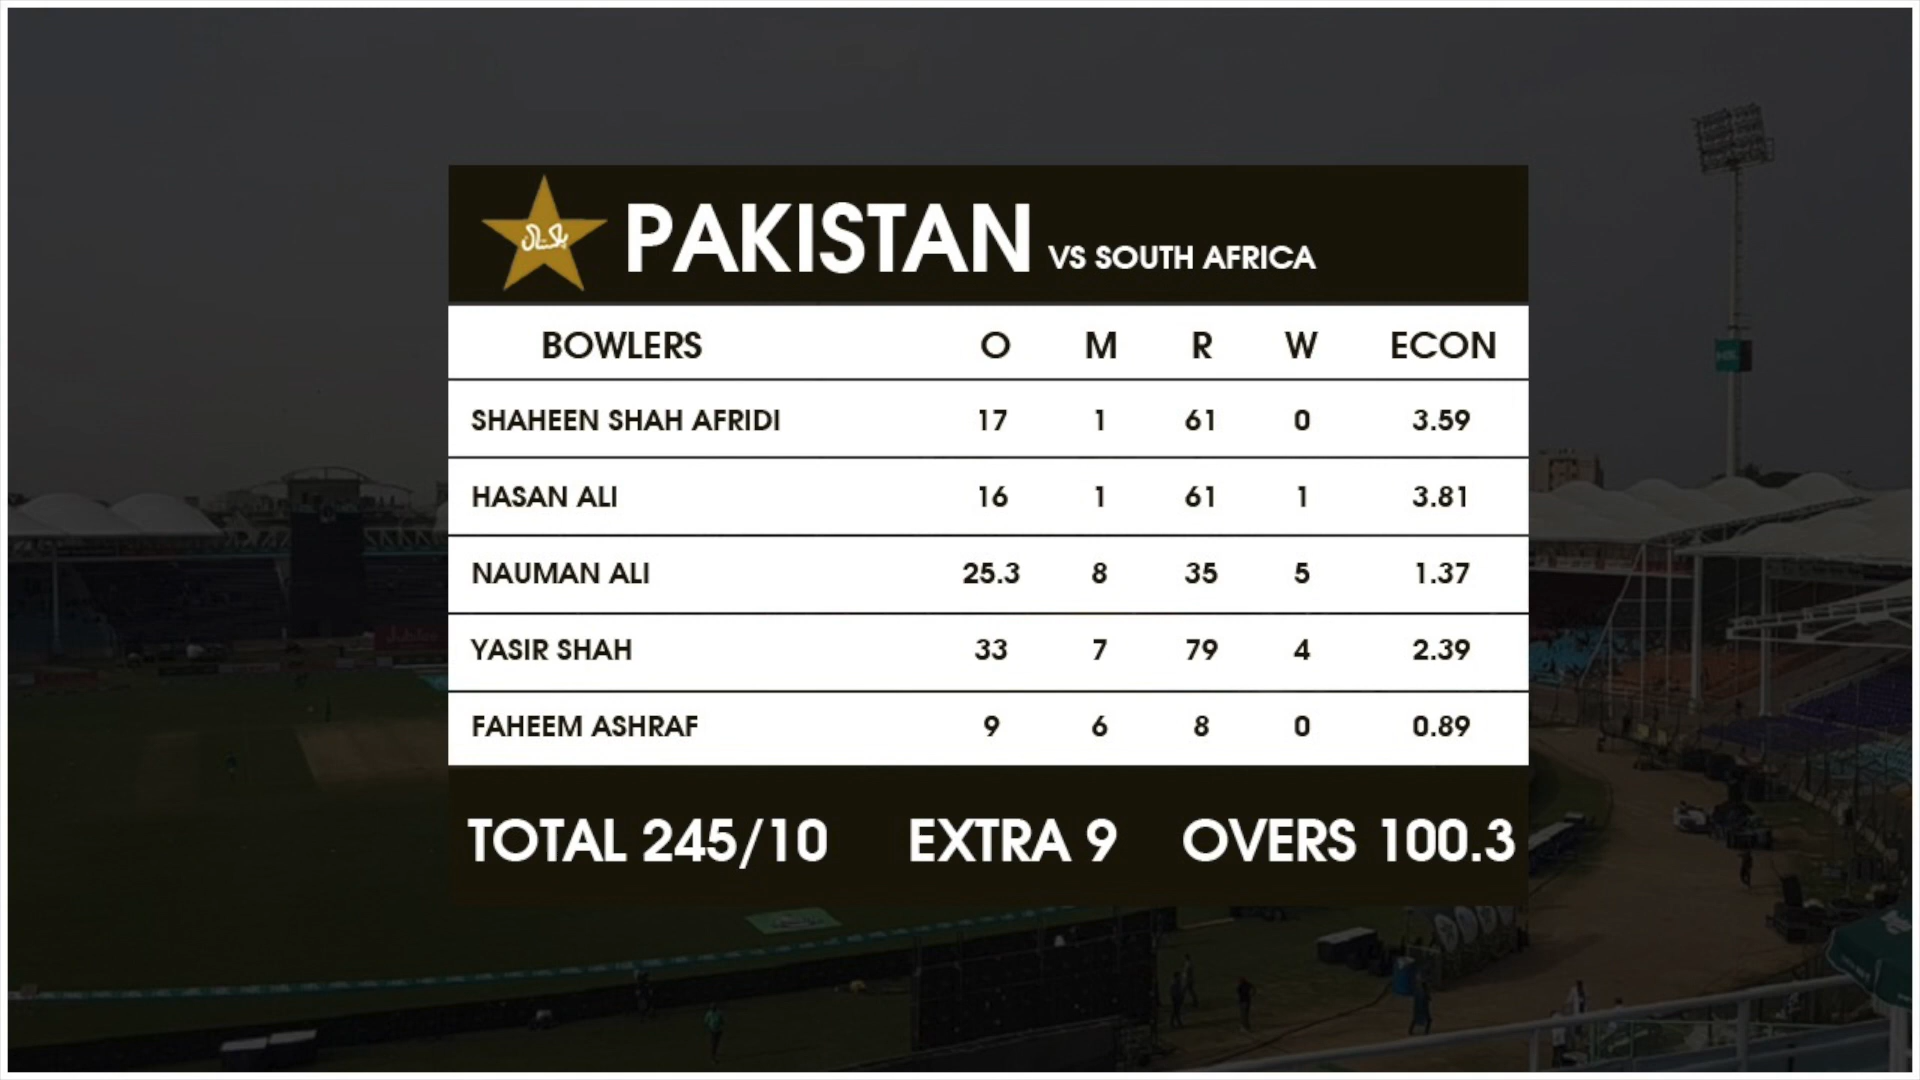 پاکستان
PAKISTAN VS SOUTH AFRICA
BOWLERS O M R W ECON
SHAHEEN SHAH AFRIDI 17 1 61 0 3.59
HASAN ALI 16 1 61 1 3.81
NAUMAN ALI 25.3 8 35 5 1.37
YASIR SHAH 33 7 79 4 2.39
FAHEEM ASHRAF 9 6 8 0 0.89
TOTAL 245/10 EXTRA 9 OVERS 100.3
Jubilee